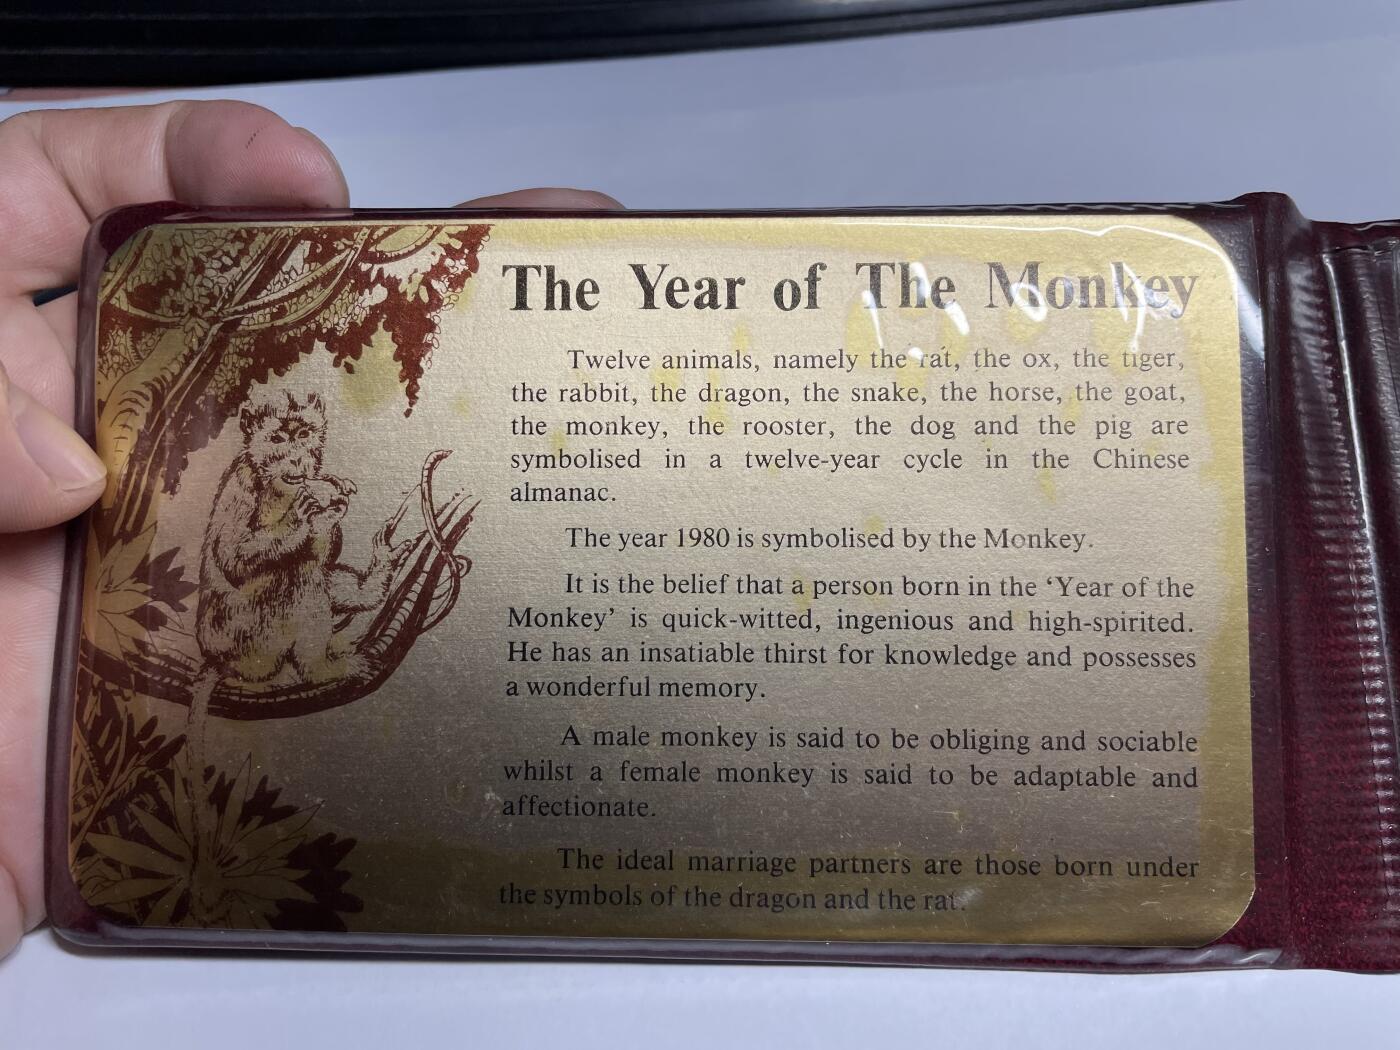 The Year of The Monkey
Twelve animals, namely the rat, the ox, the tiger,
the rabbit, the dragon, the snake, the horse, the goat,
the monkey, the rooster, the dog and the pig are
symbolised in a twelve-year cycle in the Chinese
almanac.
The year 1980 is symbolised by the Monkey.
It is the belief that a person born in the ‘Year of the
Monkey’ is quick-witted, ingenious and high-spirited.
He has an insatiable thirst for knowledge and possesses
a wonderful memory.
A male monkey is said to be obliging and sociable
whilst a female monkey is said to be adaptable and
affectionate.
The ideal marriage partners are those born under
the symbols of the dragon and the rat.